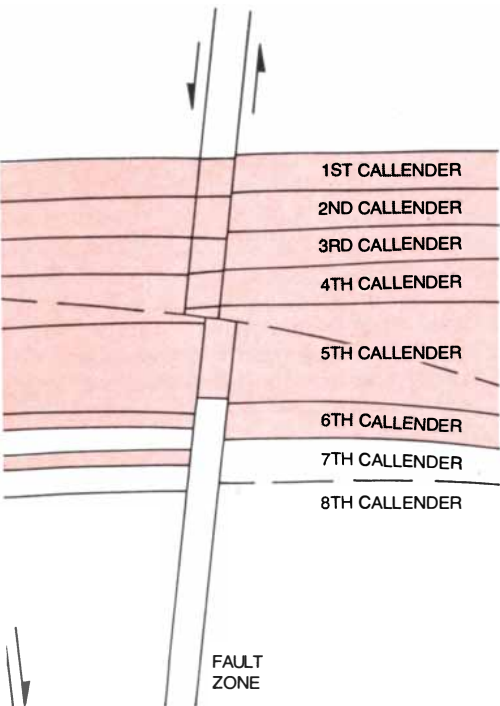 1ST CALLENDER
2ND CALLENDER
3RD CALLENDER
4TH CALLENDER
5TH CALLENDER
6TH CALLENDER
7TH CALLENDER
8TH CALLENDER
FAULT
ZONE